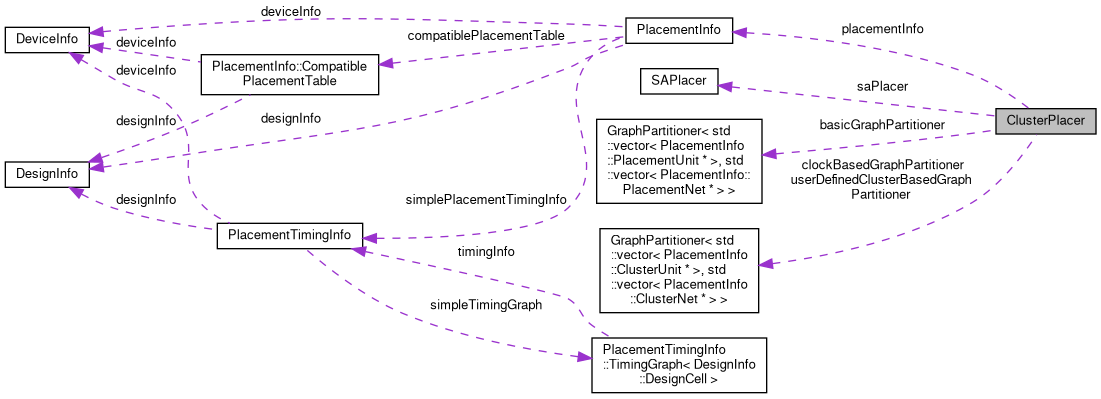 deviceInfo
DeviceInfo
deviceInfo
deviceInfo
PlacementInfo::Compatible
PlacementTable
compatiblePlacementTable
PlacementInfo
placementInfo
SAPlacer
saPlacer
ClusterPlacer
designInfo
designInfo
GraphPartitioner< std
::vector< PlacementInfo
::PlacementUnit * >, std
::vector< PlacementInfo::
PlacementNet * > >
basicGraphPartitioner
clockBasedGraphPartitioner
userDefinedClusterBasedGraph
Partitioner
DesignInfo
designInfo
simplePlacementTimingInfo
PlacementTimingInfo
timingInfo
GraphPartitioner< std
::vector< PlacementInfo
::ClusterUnit * >, std
::vector< PlacementInfo
::ClusterNet * > >
simpleTimingGraph
PlacementTimingInfo
::TimingGraph< DesignInfo
::DesignCell >